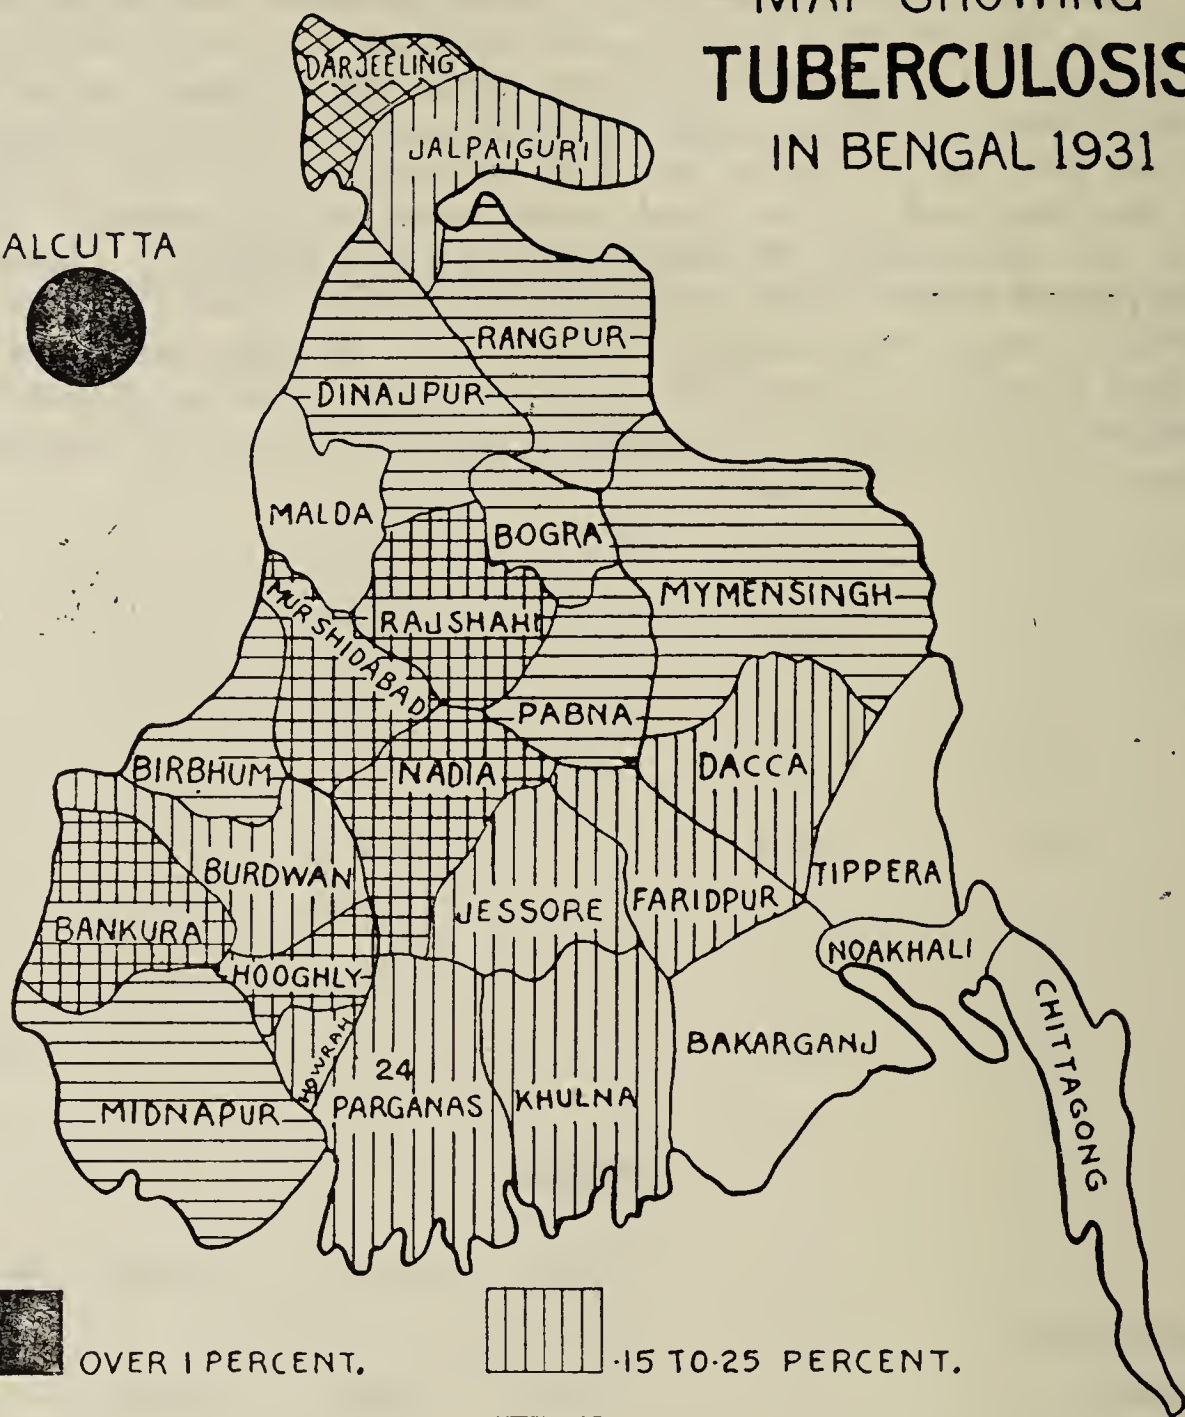 TUBERCULOSIS
IN BENGAL 1931
DARJEELING
JALPAIGURI
ALCUTTA
RANGPUR
DINAJPUR
MALDA
BOGRA
MYMENSINGH
MURSHIDABAD
RAJSHAHI
PABNA
BIRBHUM
NADIA
DACCA
BURDWAN
TIPPERA
BANKURA
JESSORE
FARIDPUR
HOOGHLY
NOAKHALI
CHITTAGONG
HOWRAH
24
PARGANAS
BAKARGANJ
KHULNA
MIDNAPUR
OVER 1 PERCENT.
·15 TO ·25 PERCENT.